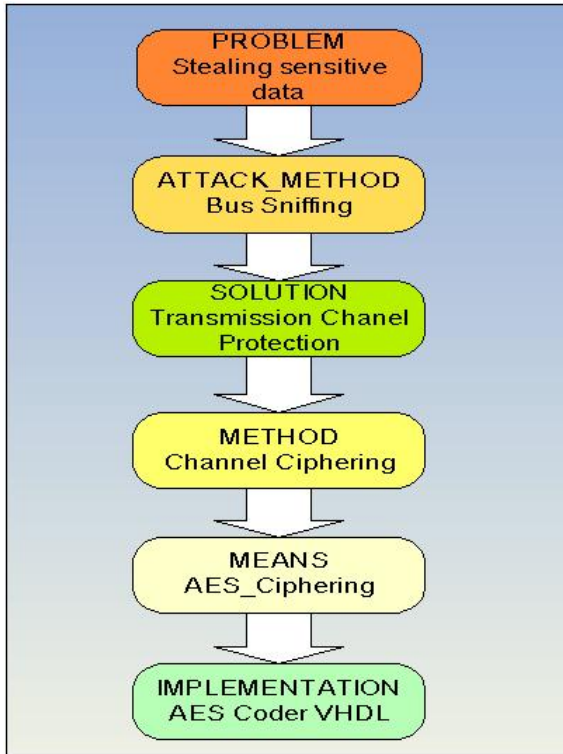 PROBLEM
Stealing sensitive
data
ATTACK_METHOD
Bus Sniffing
SOLUTION
Transmission Chanel
Protection
METHOD
Channel Ciphering
MEANS
AES_Ciphering
IMPLEMENTATION
AES Coder VHDL